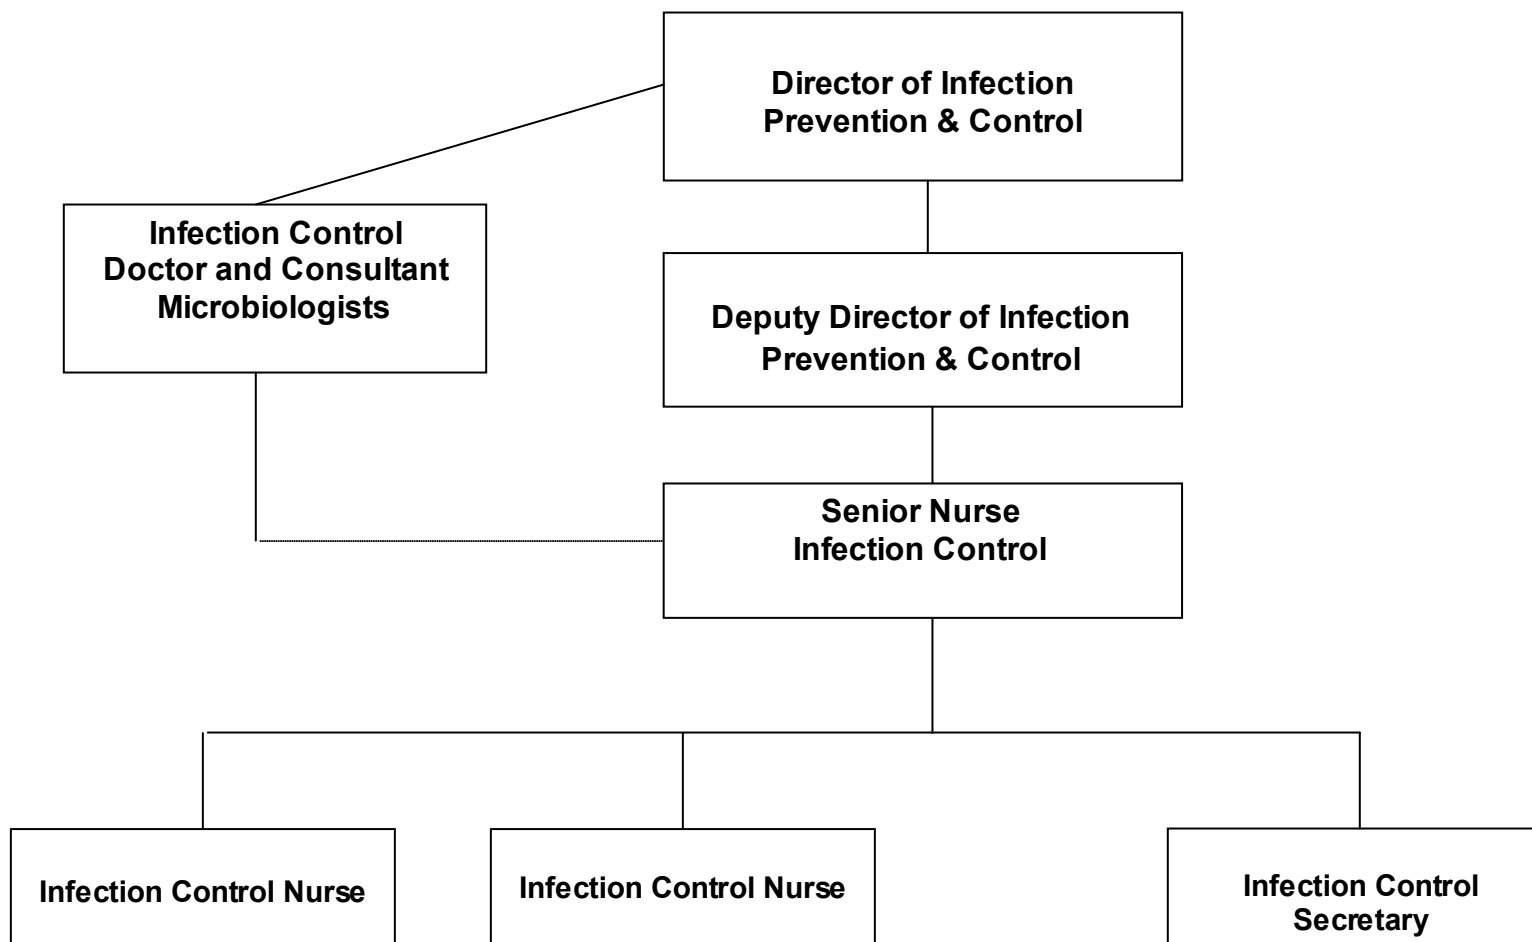 Director of Infection
Prevention & Control
Infection Control
Doctor and Consultant
Microbiologists
Deputy Director of Infection
Prevention & Control
Senior Nurse
Infection Control
Infection Control Nurse
Infection Control Nurse
Infection Control
Secretary